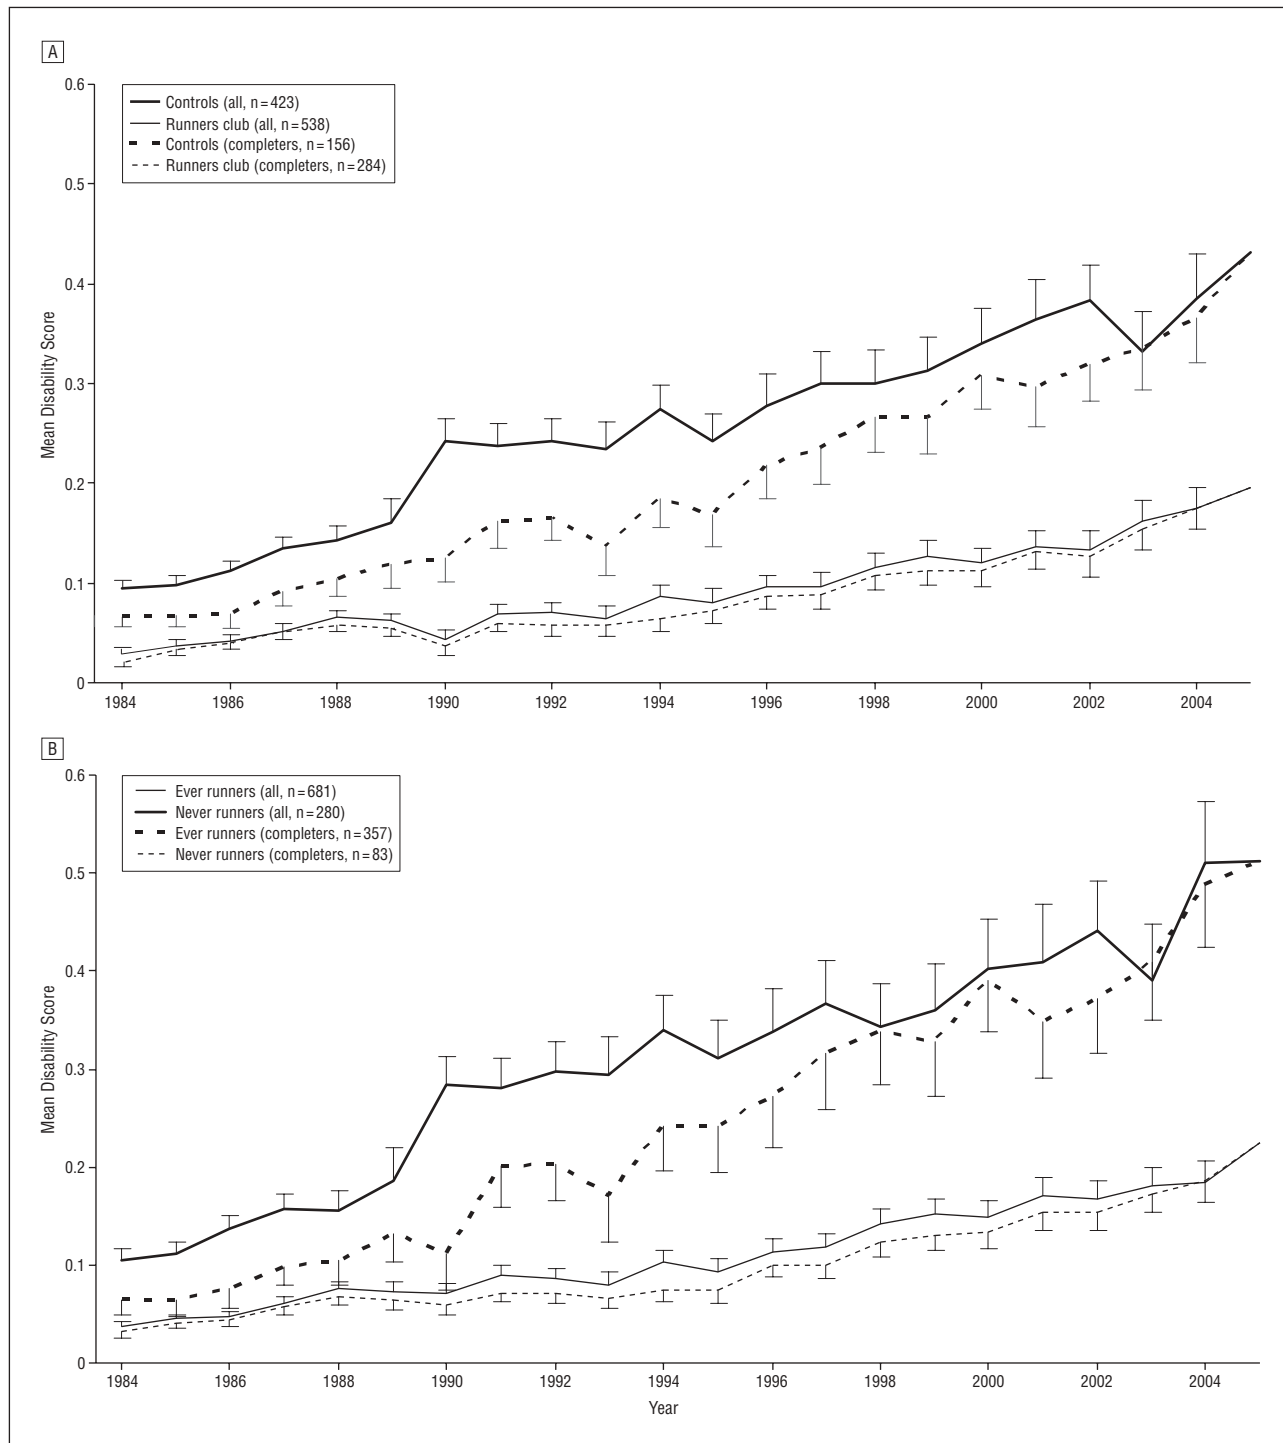 A
0.6
Controls (all, n=423)
Runners club (all, n=538)
Controls (completers, n=156)
Runners club (completers, n=284)
0.5
0.4
Mean Disability Score
0.3
0.2
0.1
0
1984 1986 1988 1990 1992 1994 1996 1998 2000 2002 2004
B
0.6
Ever runners (all, n=681)
Never runners (all, n=280)
Ever runners (completers, n=357)
Never runners (completers, n=83)
0.5
0.4
Mean Disability Score
0.3
0.2
0.1
0
1984 1986 1988 1990 1992 1994 1996 1998 2000 2002 2004
Year